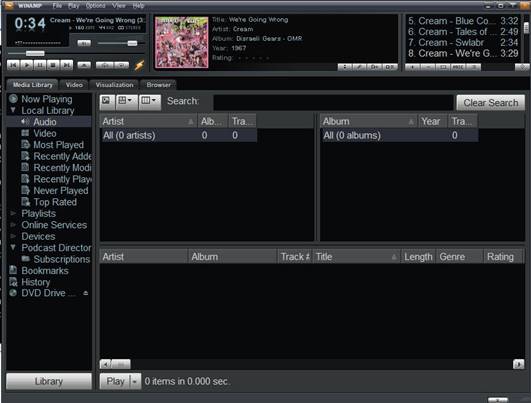 WINAMP File Play Options View Help
0:34
Cream - We're Going Wrong (3:
160 KBPS 44 KHZ STEREO
Title: We're Going Wrong
Artist: Cream
Album: Disraeli Gears - OMR
Year: 1967
Rating:
5. Cream - Blue Co... 3:32
6. Cream - Tales of ... 2:49
7. Cream - Swlabr 2:34
8. Cream - We're G... 3:29
MISC
Media Library Video Visualization Browser
Now Playing
Local Library
Audio
Video
Most Played
Recently Adde
Recently Modi
Recently Playe
Never Played
Top Rated
Playlists
Online Services
Devices
Podcast Director
Subscriptions
Bookmarks
History
DVD Drive ...
Library
Search: Clear Search
Artist Alb... Tra...
All (0 artists) 0 0
Album Year Tra...
All (0 albums) 0
Artist Album Track # Title Length Genre Rating
Play 0 items in 0.000 sec.